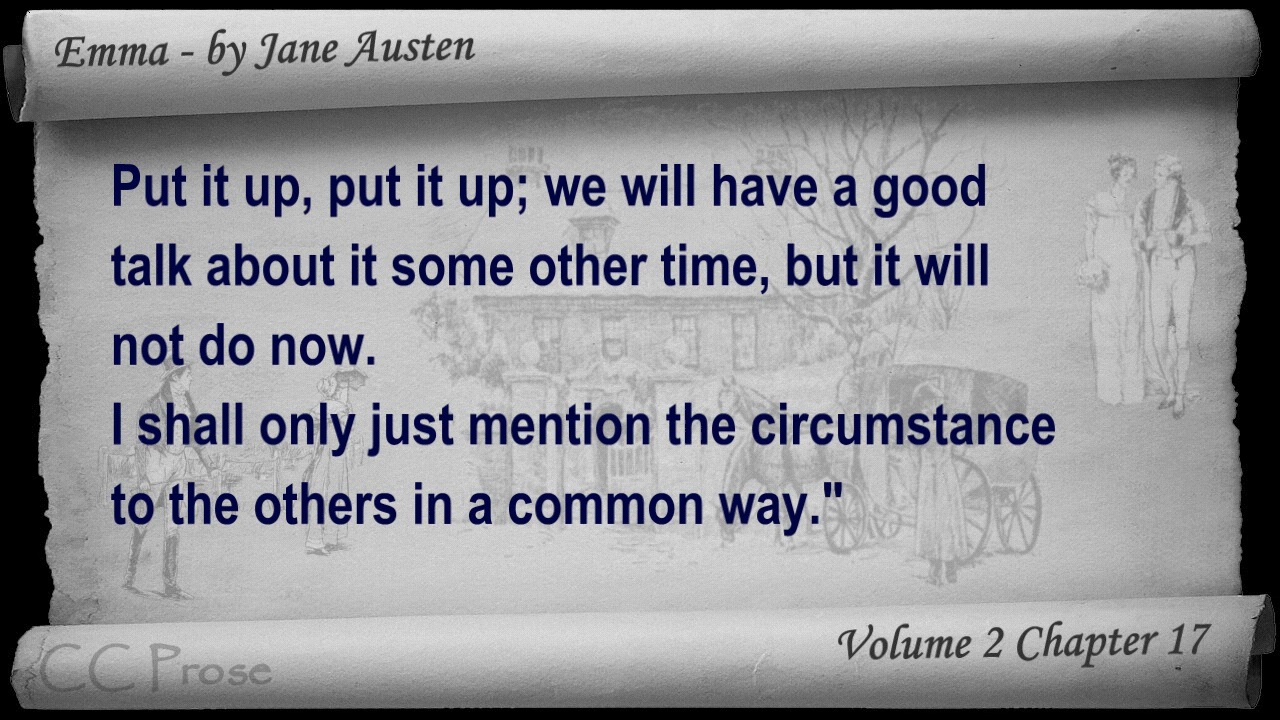 Emma - by Jane Austen
Put it up, put it up; we will have a good
talk about it some other time, but it will
not do now.
I shall only just mention the circumstance
to the others in a common way."
Volume 2 Chapter 17
CC Prose